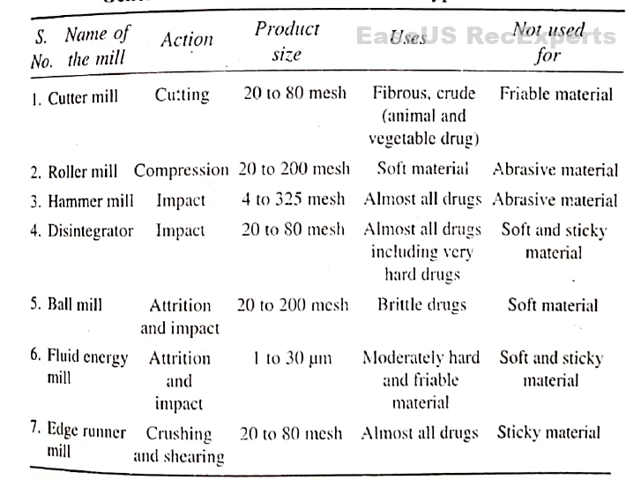 S. Name of Action Product Uses Not used
No. the mill size for
EaseUS RecExperts
1. Cutter mill Cutting 20 to 80 mesh Fibrous, crude Friable material
(animal and
vegetable drug)
2. Roller mill Compression 20 to 200 mesh Soft material Abrasive material
3. Hammer mill Impact 4 to 325 mesh Almost all drugs Abrasive material
4. Disintegrator Impact 20 to 80 mesh Almost all drugs Soft and sticky
including very material
hard drugs
5. Ball mill Attrition 20 to 200 mesh Brittle drugs Soft material
and impact
6. Fluid energy Attrition 1 to 30 µm Moderately hard Soft and sticky
mill and and friable material
impact material
7. Edge runner Crushing 20 to 80 mesh Almost all drugs Sticky material
mill and shearing